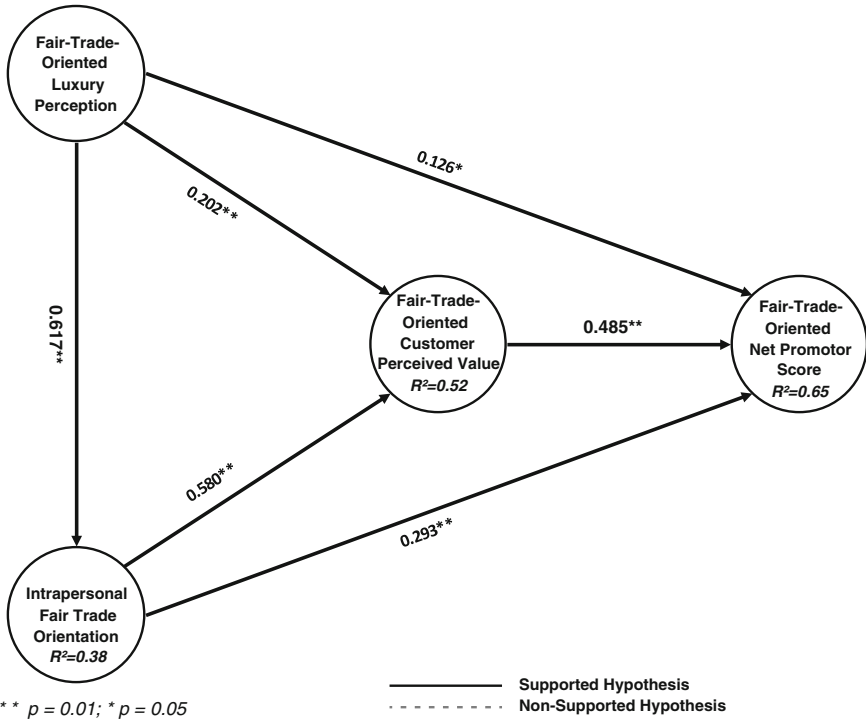 Fair-Trade-
Oriented
Luxury
Perception
0.126*
0.202**
0.617**
Fair-Trade-
Oriented
Customer
Perceived Value
R²=0.52
0.485**
Fair-Trade-
Oriented
Net Promotor
Score
R²=0.65
0.580**
0.293**
Intrapersonal
Fair Trade
Orientation
R²=0.38
** p = 0.01; * p = 0.05
Supported Hypothesis
Non-Supported Hypothesis